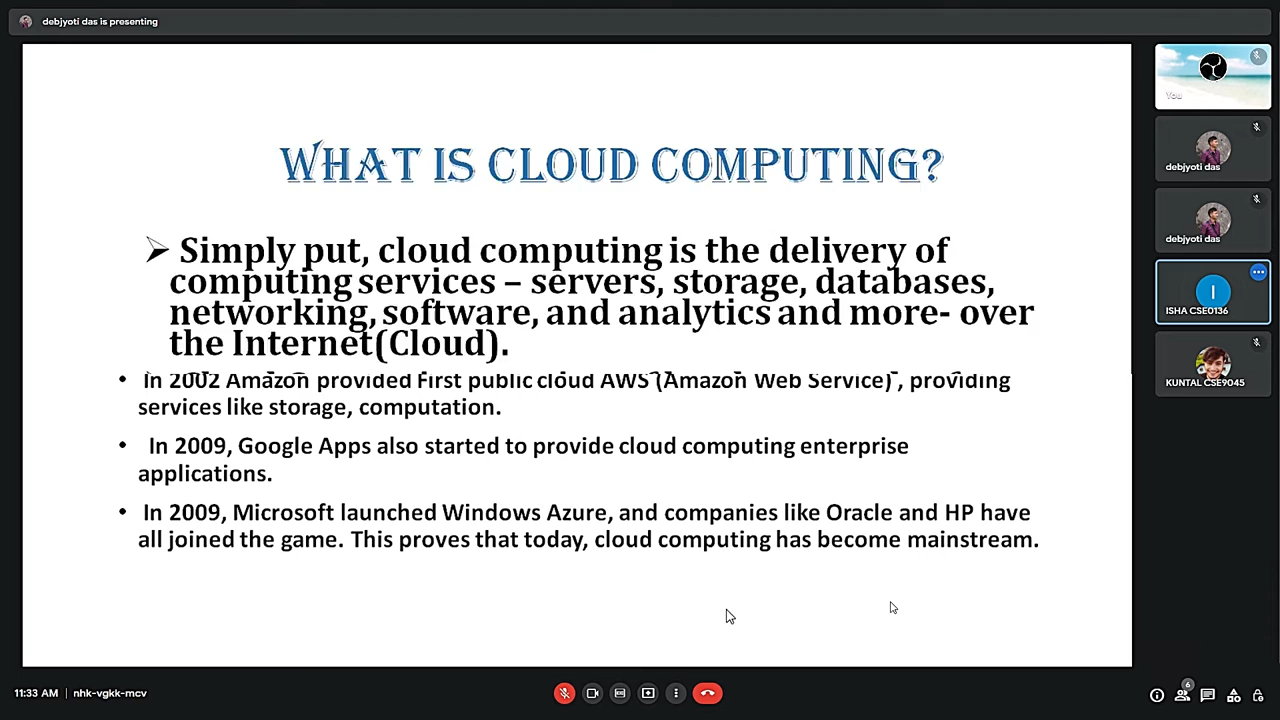 debjyoti das is presenting
WHAT IS CLOUD COMPUTING?
➢ Simply put, cloud computing is the delivery of
computing services – servers, storage, databases,
networking, software, and analytics and more- over
the Internet(Cloud).
• In 2002 Amazon provided First public cloud AWS (Amazon Web Service) , providing
services like storage, computation.
• In 2009, Google Apps also started to provide cloud computing enterprise
applications.
• In 2009, Microsoft launched Windows Azure, and companies like Oracle and HP have
all joined the game. This proves that today, cloud computing has become mainstream.
You
debjyoti das
debjyoti das
I
ISHA CSE0136
KUNTAL CSE9045
11:33 AM | nhk-vgkk-mcv
6